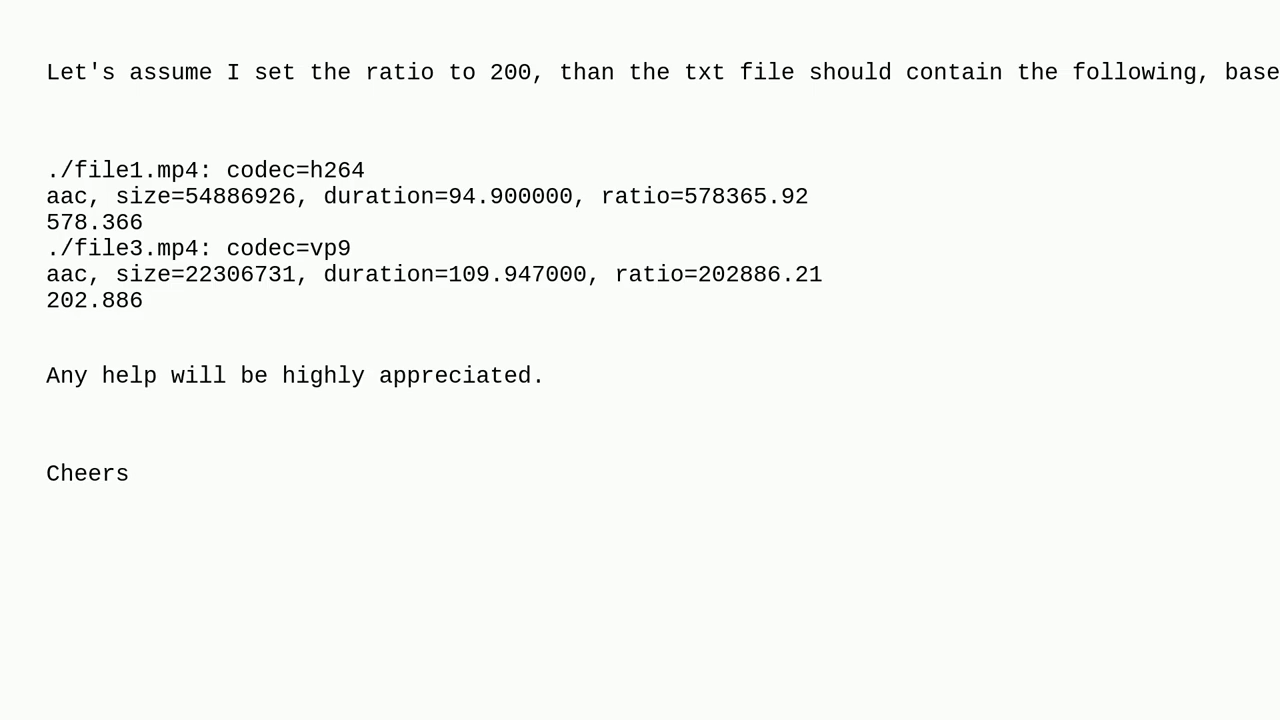 Let's assume I set the ratio to 200, than the txt file should contain the following, base
./file1.mp4: codec=h264
aac, size=54886926, duration=94.900000, ratio=578365.92
578.366
./file3.mp4: codec=vp9
aac, size=22306731, duration=109.947000, ratio=202886.21
202.886
Any help will be highly appreciated.
Cheers